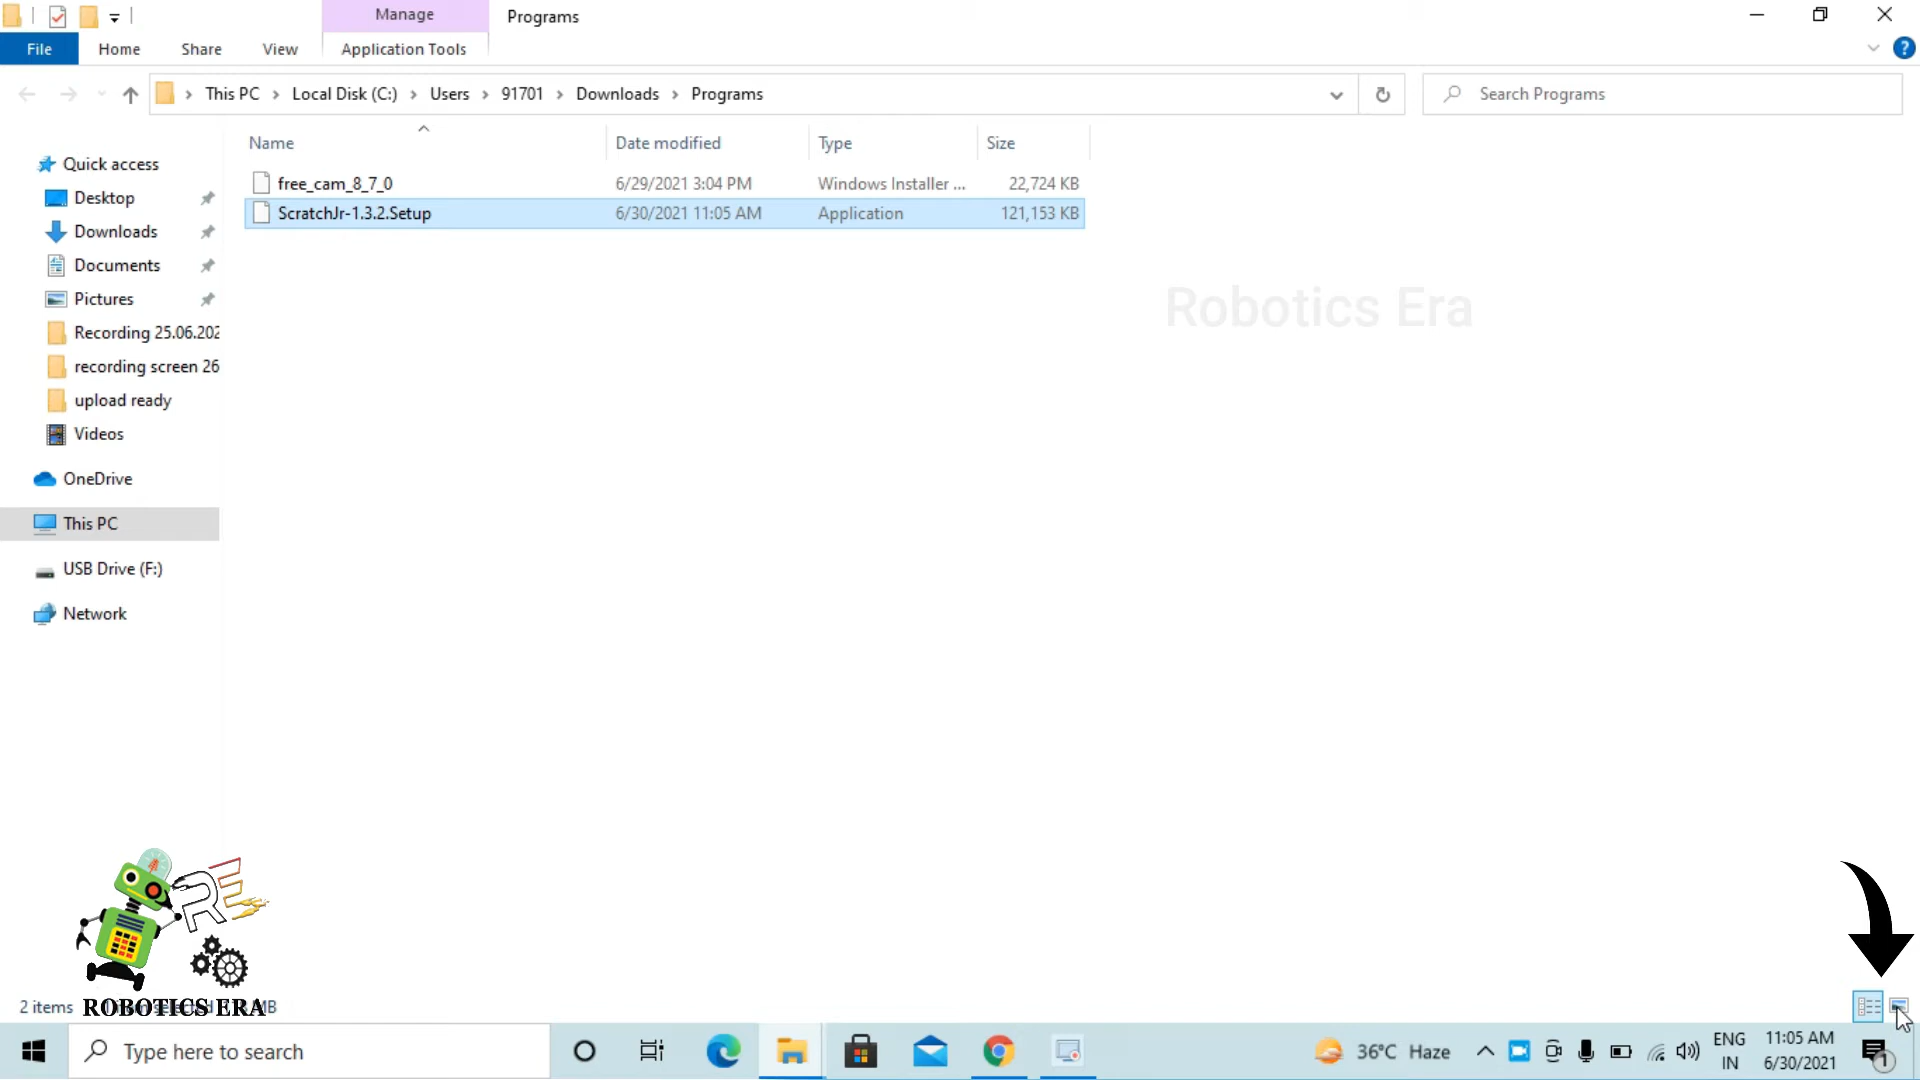 Manage
Programs
File
Home
Share
View
Application Tools
This PC
Local Disk (C:)
Users
91701
Downloads
Programs
Search Programs
Name
Date modified
Type
Size
free_cam_8_7_0
6/29/2021 3:04 PM
Windows Installer ...
22,724 KB
ScratchJr-1.3.2.Setup
6/30/2021 11:05 AM
Application
121,153 KB
Quick access
Desktop
Downloads
Documents
Pictures
Recording 25.06.202
recording screen 26
upload ready
Videos
OneDrive
This PC
USB Drive (F:)
Network
Robotics Era
RE
2 items
ROBOTICS ERA
Type here to search
36°C Haze
ENG
IN
11:05 AM
6/30/2021
1